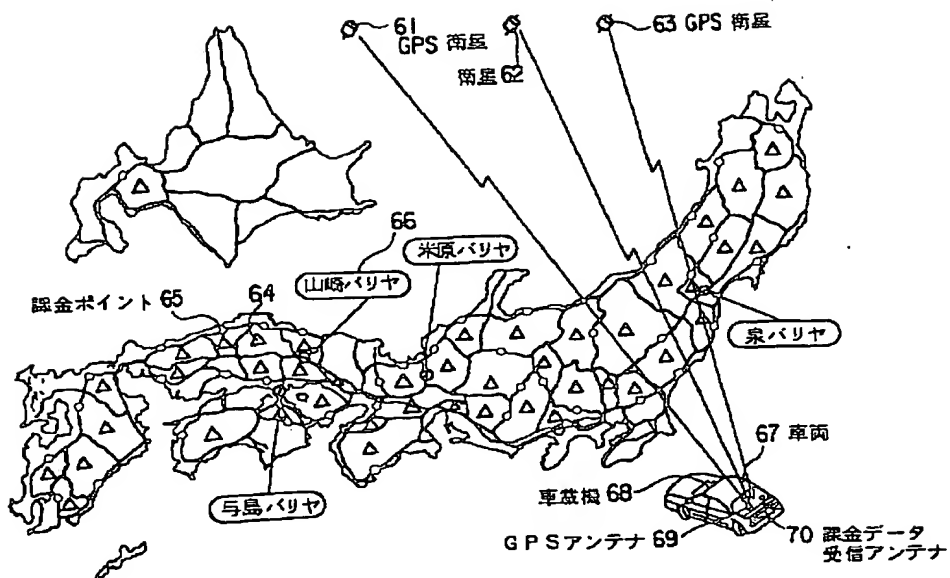 61
GPS 衛星
衛星 62
63 GPS 衛星
66
米原バリヤ
山崎バリヤ
課金ポイント 65
64
泉バリヤ
与島バリヤ
67 車両
車載機 68
GPSアンテナ 69
70 課金データ
受信アンテナ